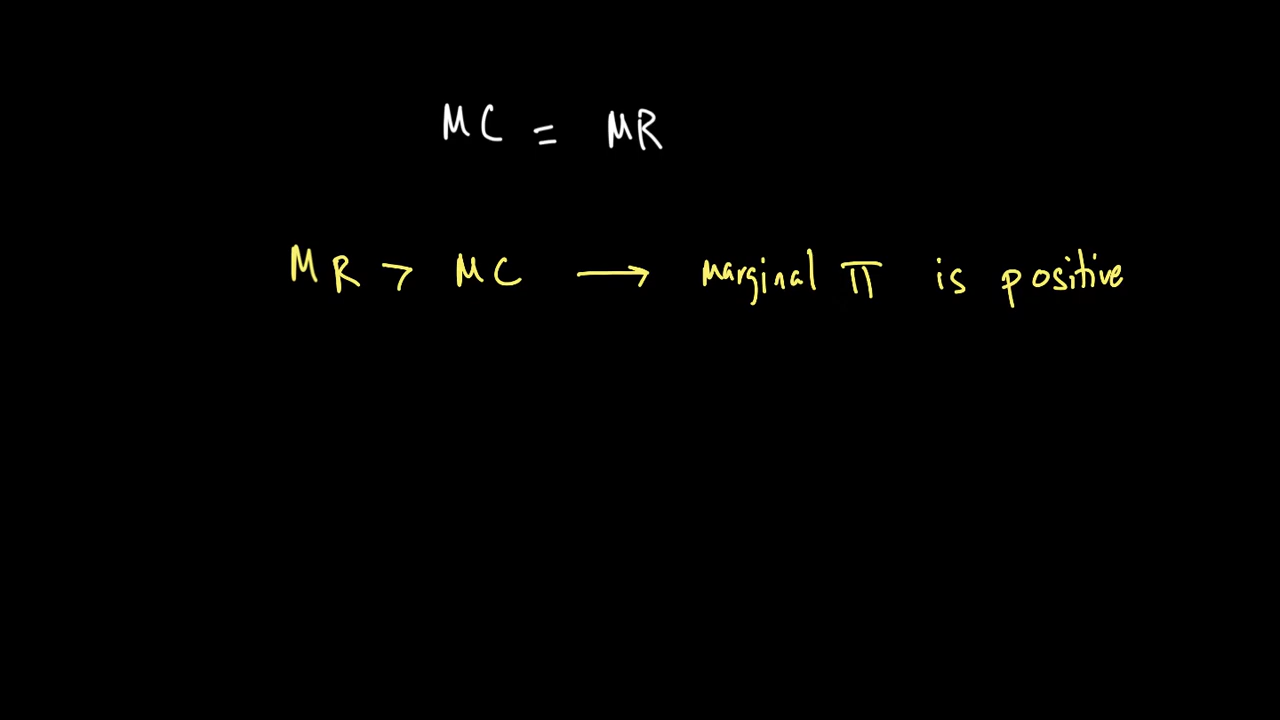 MC = MR
MR > MC → marginal π is positive